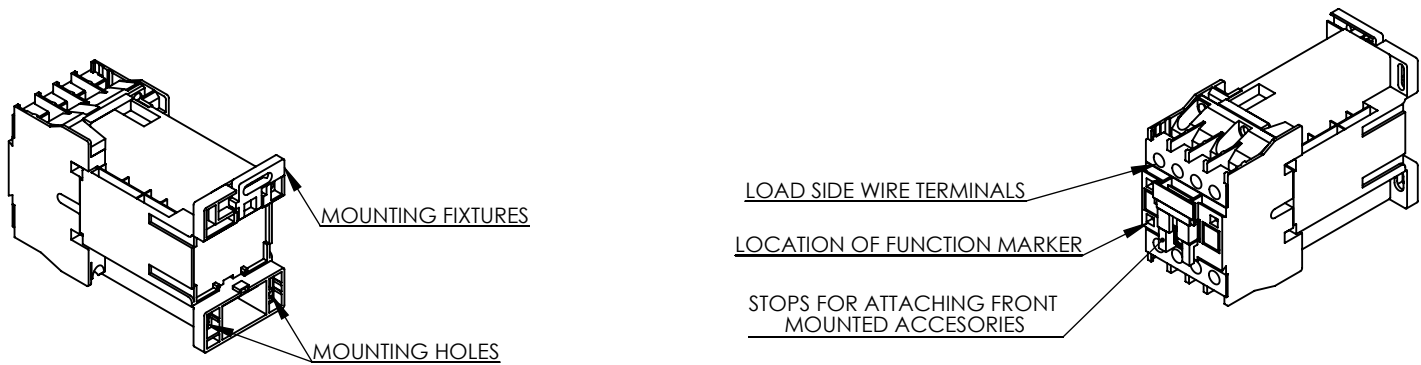 LOAD SIDE WIRE TERMINALS
MOUNTING FIXTURES
LOCATION OF FUNCTION MARKER
STOPS FOR ATTACHING FRONT
MOUNTED ACCESORIES
MOUNTING HOLES